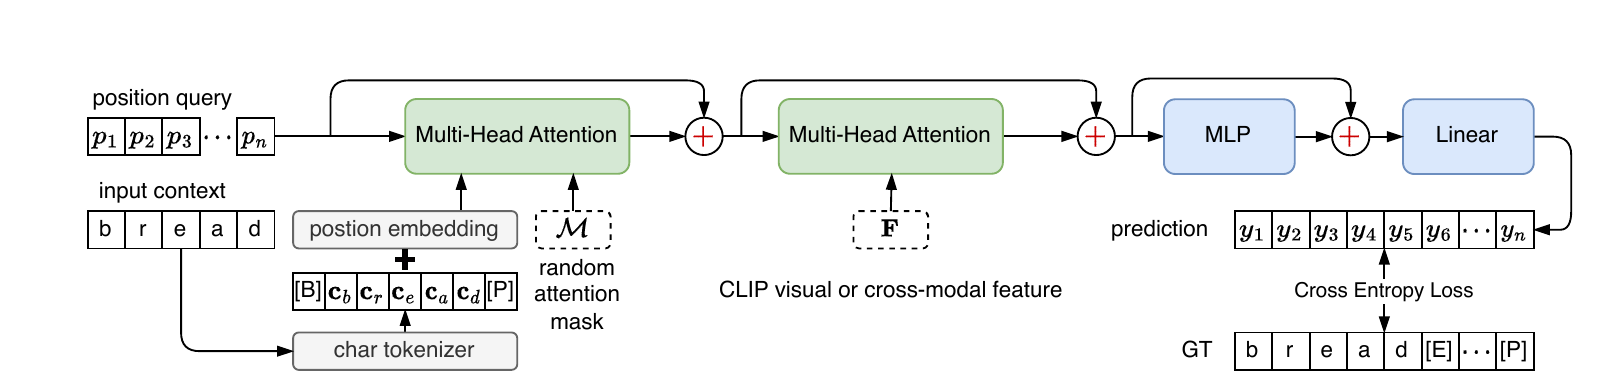 position query
p1 p2 p3 ··· pn
Multi-Head Attention
Multi-Head Attention
MLP
Linear
input context
b r e a d
postion embedding
M
random
attention
mask
F
CLIP visual or cross-modal feature
[B] cb cr ce ca cd [P]
char tokenizer
prediction
y1 y2 y3 y4 y5 y6 ··· yn
Cross Entropy Loss
GT
b r e a d [E] ··· [P]